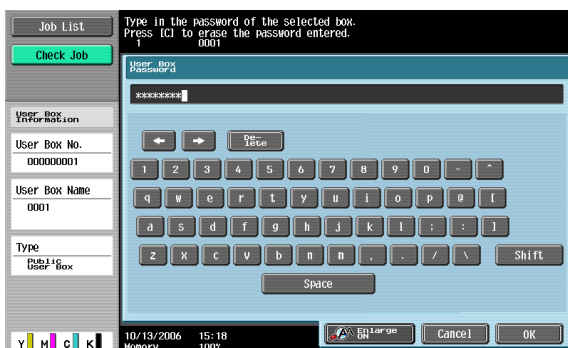 Job List
Check Job
User Box
Information
User Box No.
000000001
User Box Name
0001
Type
Public
User Box
Y M C K
Type in the password of the selected box.
Press [C] to erase the password entered.
1 0001
User Box
Password
********
← → De-
lete
1 2 3 4 5 6 7 8 9 0 - ^
q w e r t y u i o p @ [
a s d f g h j k l ; : ]
z x c v b n m , . / \ Shift
Space
10/13/2006 15:18
Memory 100%
Enlarge
ON
Cancel
OK